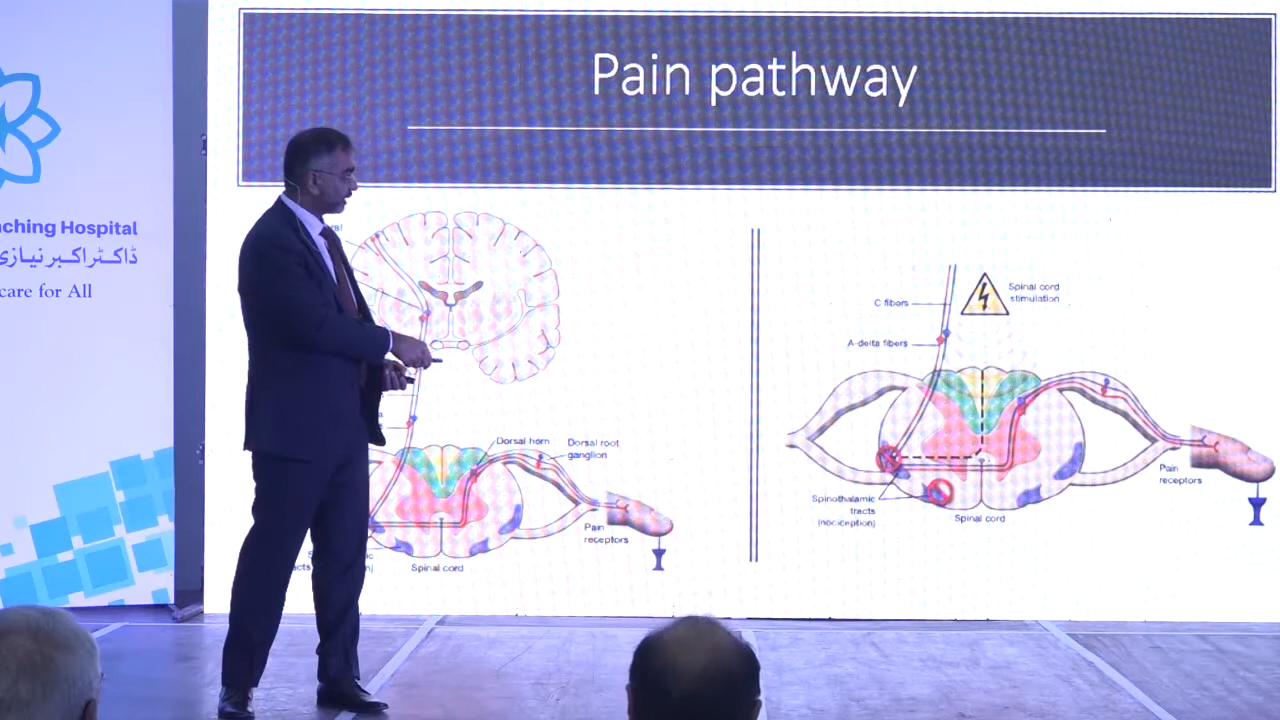 aching Hospital
ڈاکٹر اکبر نیازی
care for All
Pain pathway
Dorsal horn
Dorsal root
ganglion
Pain
receptors
Spinal cord
C fibers
A-delta fibers
Spinal cord
stimulation
Spinothalamic
tracts
(nociception)
Spinal cord
Pain
receptors